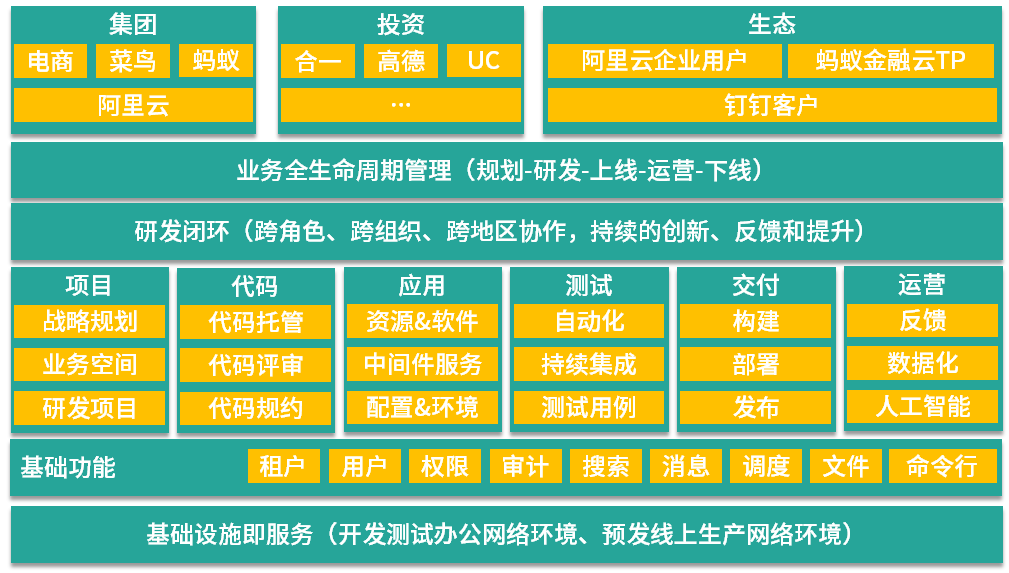 集团
电商
菜鸟
蚂蚁
阿里云
投资
合一
高德
UC
...
生态
阿里云企业用户
蚂蚁金融云TP
钉钉客户
业务全生命周期管理（规划-研发-上线-运营-下线）
研发闭环（跨角色、跨组织、跨地区协作，持续的创新、反馈和提升）
项目
战略规划
业务空间
研发项目
代码
代码托管
代码评审
代码规约
应用
资源&软件
中间件服务
配置&环境
测试
自动化
持续集成
测试用例
交付
构建
部署
发布
运营
反馈
数据化
人工智能
基础功能
租户
用户
权限
审计
搜索
消息
调度
文件
命令行
基础设施即服务（开发测试办公网络环境、预发线上生产网络环境）